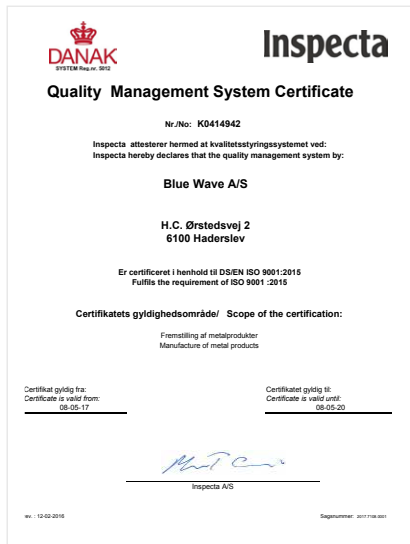 DANAK
SYSTEM Reg.nr. 5012
Inspecta
Quality Management System Certificate
Nr./No: K0414942
Inspecta attesterer hermed at kvalitetsstyringssystemet ved:
Inspecta hereby declares that the quality management system by:
Blue Wave A/S
H.C. Ørstedsvej 2
6100 Haderslev
Er certificeret i henhold til DS/EN ISO 9001:2015
Fulfils the requirement of ISO 9001 :2015
Certifikatets gyldighedsområde/ Scope of the certification:
Fremstilling af metalprodukter
Manufacture of metal products
Certifikat gyldig fra:
Certificate is valid from:
08-05-17
Certifikatet gyldig til:
Certificate is valid until:
08-05-20
Inspecta A/S
ev. : 12-02-2016
Sagsnummer: 2017.7108.0001